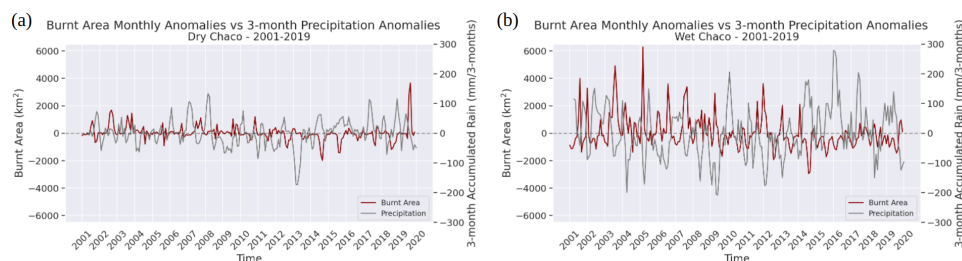 (a)
Burnt Area Monthly Anomalies vs 3-month Precipitation Anomalies
Dry Chaco - 2001-2019
Burnt Area (km²)
6000
4000
2000
0
−2000
−4000
−6000
300
200
100
0
−100
−200
−300
3-month Accumulated Rain (mm/3-months)
Burnt Area
Precipitation
2001 2002 2003 2004 2005 2006 2007 2008 2009 2010 2011 2012 2013 2014 2015 2016 2017 2018 2019 2020
Time
(b)
Burnt Area Monthly Anomalies vs 3-month Precipitation Anomalies
Wet Chaco - 2001-2019
Burnt Area (km²)
6000
4000
2000
0
−2000
−4000
−6000
300
200
100
0
−100
−200
−300
3-month Accumulated Rain (mm/3-months)
Burnt Area
Precipitation
2001 2002 2003 2004 2005 2006 2007 2008 2009 2010 2011 2012 2013 2014 2015 2016 2017 2018 2019 2020
Time